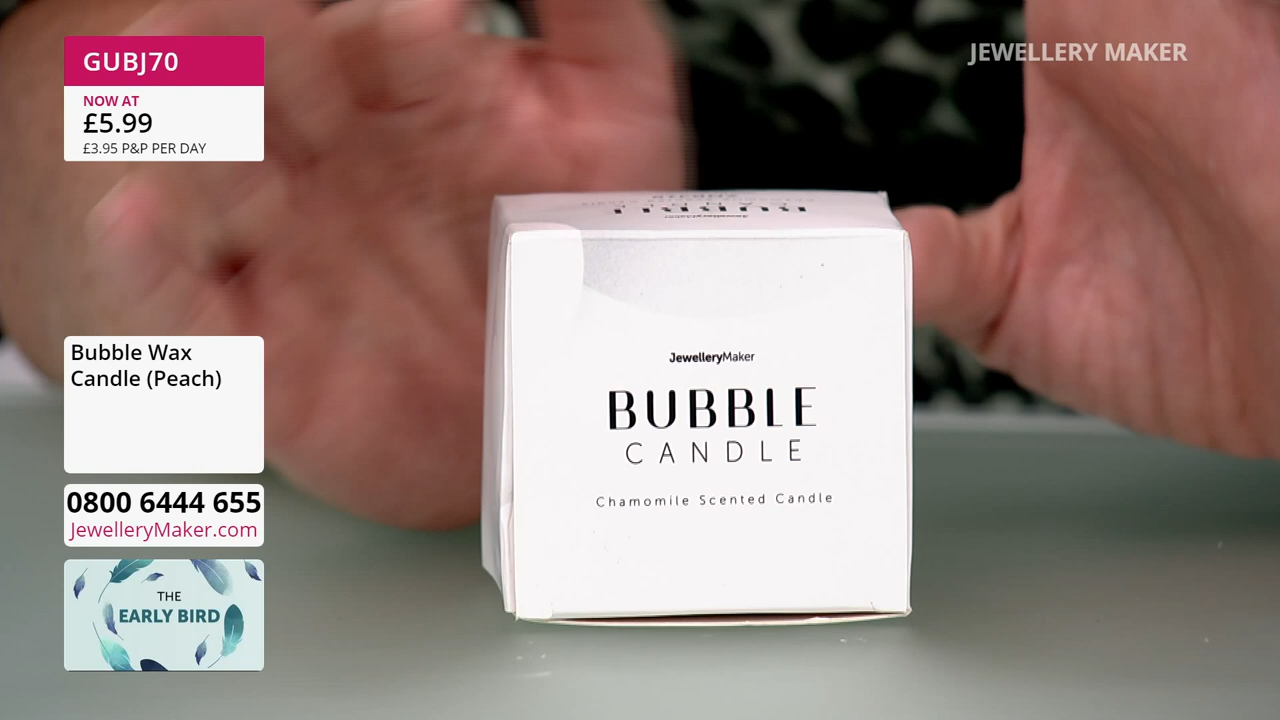 GUBJ70
NOW AT
£5.99
£3.95 P&P PER DAY
JEWELLERY MAKER
Bubble Wax
Candle (Peach)
0800 6444 655
JewelleryMaker.com
THE
EARLY BIRD
JewelleryMaker
BUBBLE
CANDLE
Chamomile Scented Candle